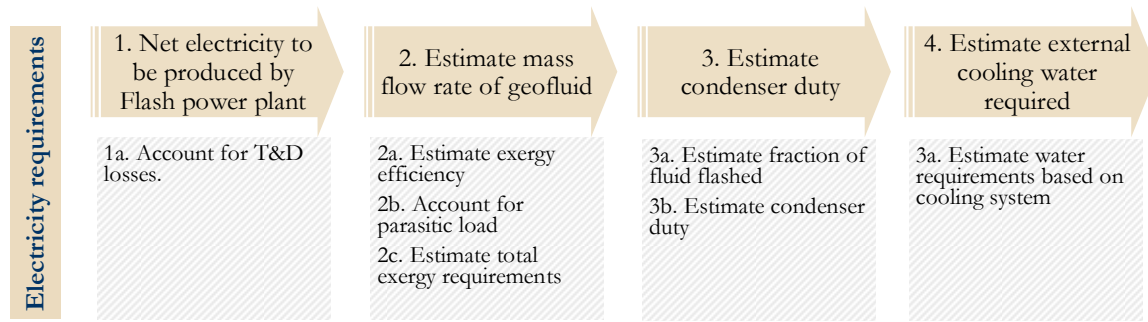 Electricity requirements
1. Net electricity to
be produced by
Flash power plant
1a. Account for T&D
losses.
2. Estimate mass
flow rate of geofluid
2a. Estimate exergy
efficiency
2b. Account for
parasitic load
2c. Estimate total
exergy requirements
3. Estimate
condenser duty
3a. Estimate fraction of
fluid flashed
3b. Estimate condenser
duty
4. Estimate external
cooling water
required
3a. Estimate water
requirements based on
cooling system